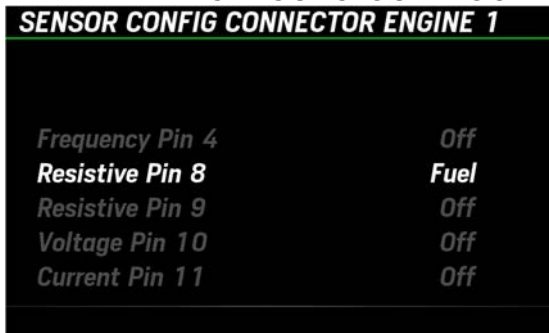 SENSOR CONFIG CONNECTOR ENGINE 1
Frequency Pin 4 Off
Resistive Pin 8 Fuel
Resistive Pin 9 Off
Voltage Pin 10 Off
Current Pin 11 Off